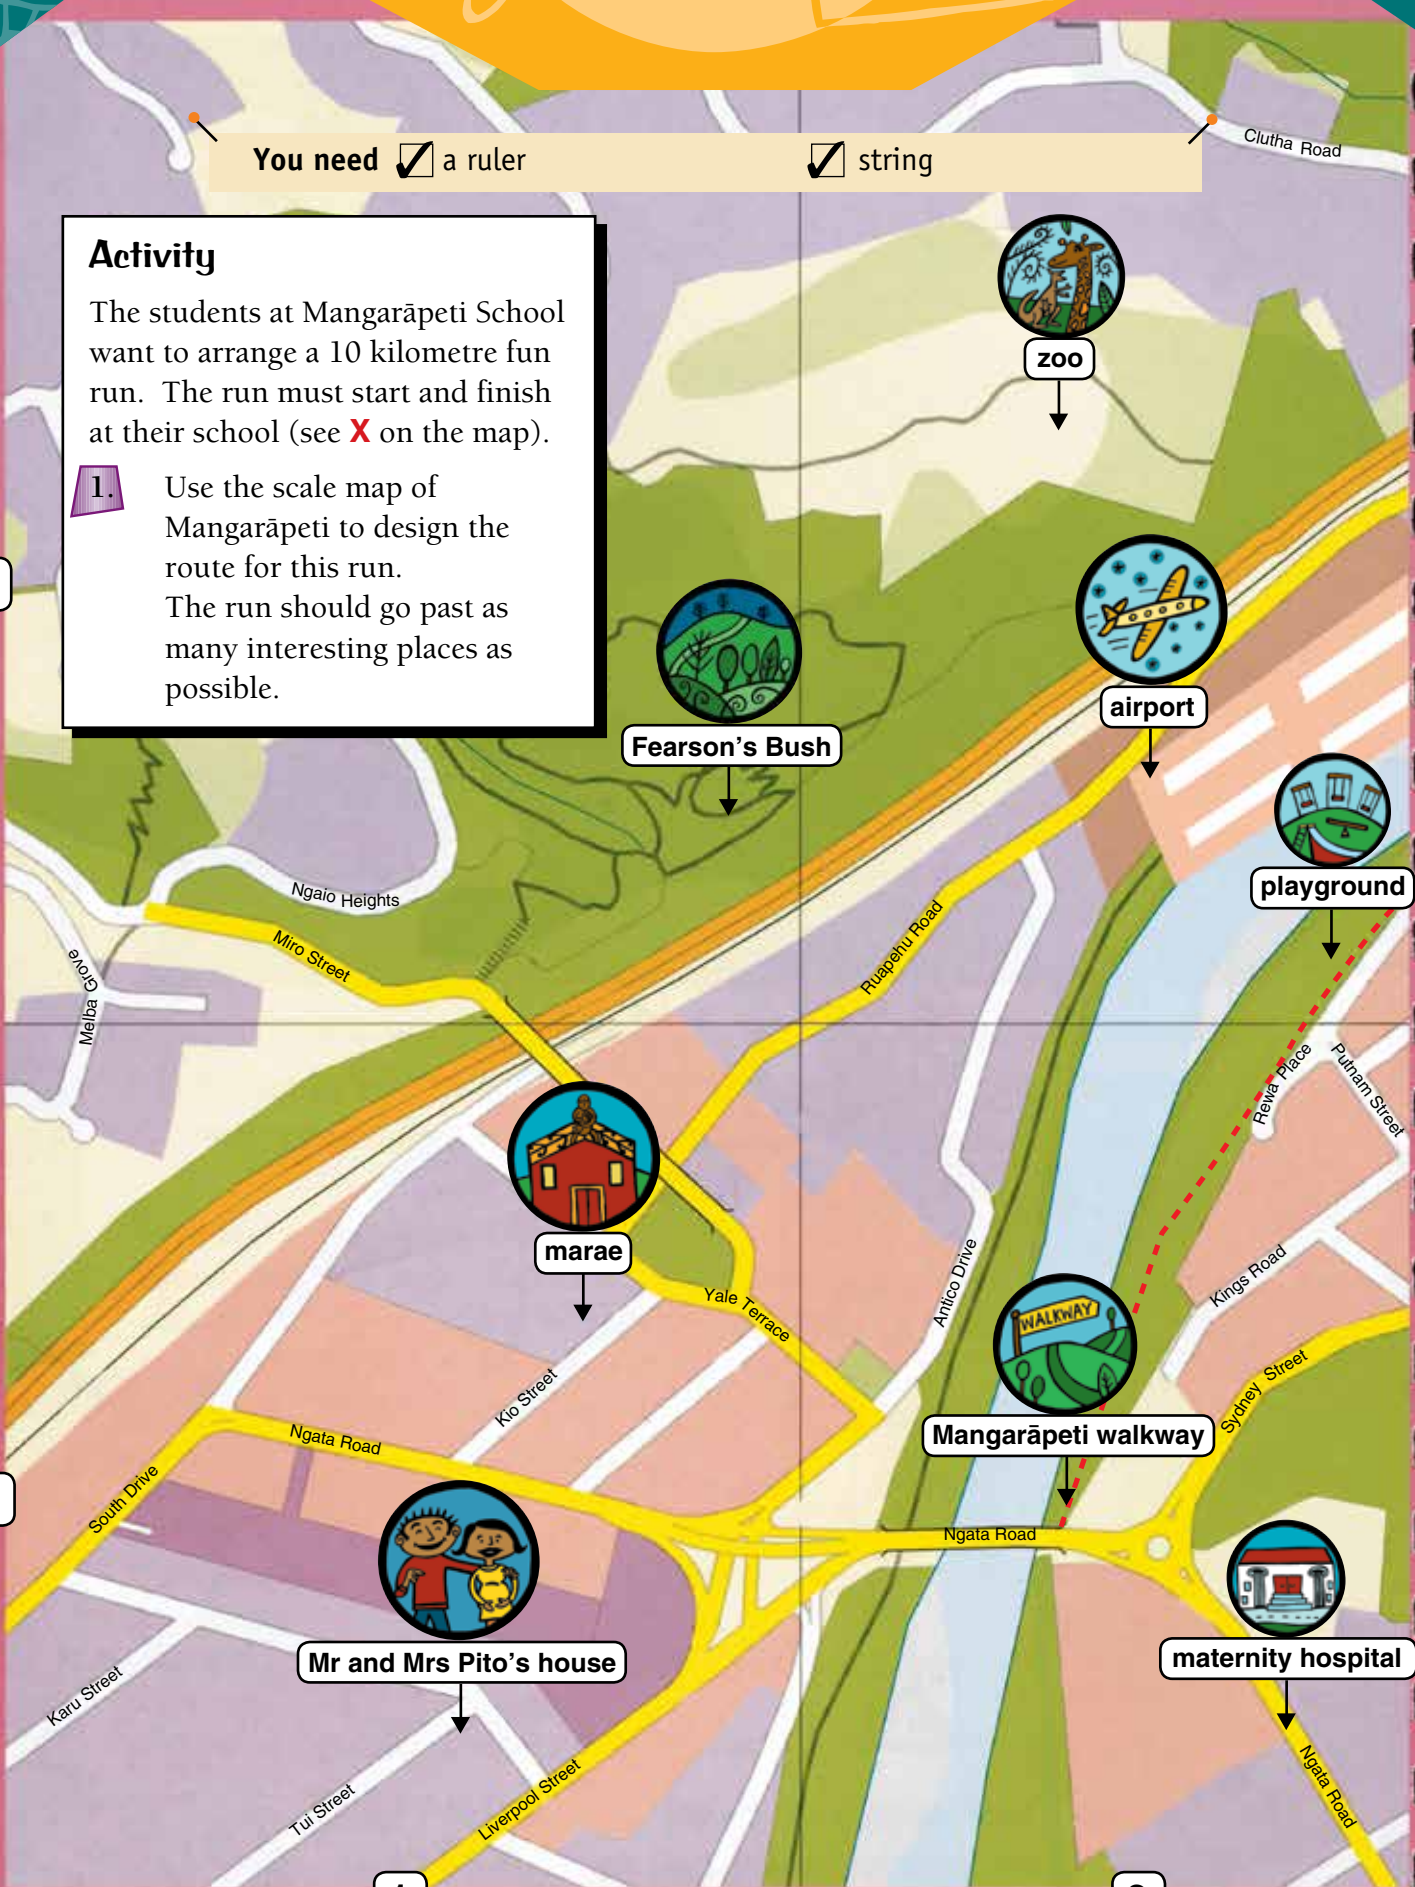 You need ✓ a ruler ✓ string
Clutha Road
Activity
The students at Mangarāpeti School
want to arrange a 10 kilometre fun
run. The run must start and finish
at their school (see X on the map).
1. Use the scale map of
Mangarāpeti to design the
route for this run.
The run should go past as
many interesting places as
possible.
zoo
airport
Fearson's Bush
playground
Ngaio Heights
Miro Street
Melba Grove
Ruapehu Road
Rewa Place
Putnam Street
marae
Yale Terrace
Antico Drive
Kings Road
Sydney Street
Kio Street
Mangarāpeti walkway
WALKWAY
Ngata Road
South Drive
Ngata Road
Mr and Mrs Pito's house
maternity hospital
Karu Street
Tui Street
Liverpool Street
Ngata Road